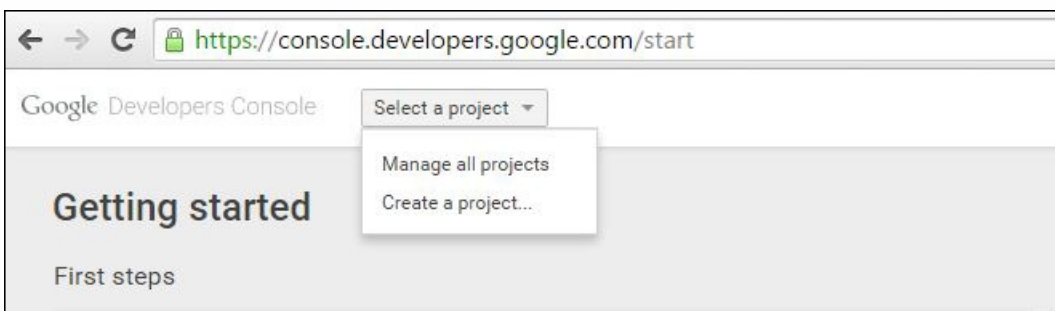 https://console.developers.google.com/start
Google Developers Console Select a project
Manage all projects
Create a project...
Getting started
First steps